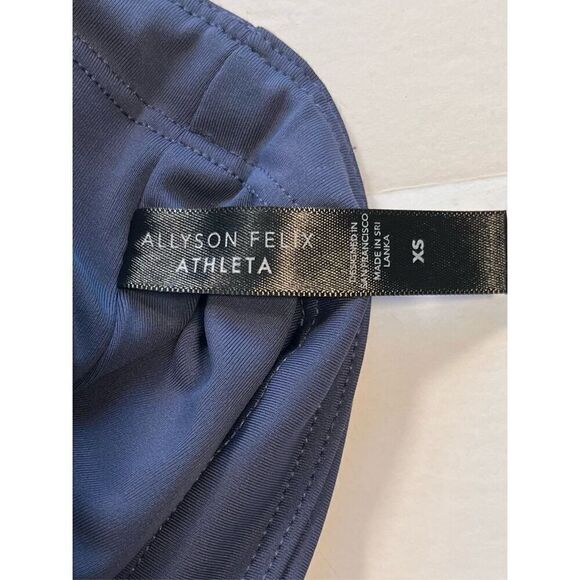 ALLYSON FELIX
ATHLETA
DESIGNED IN
SAN FRANCISCO
MADE IN SRI
LANKA
XS